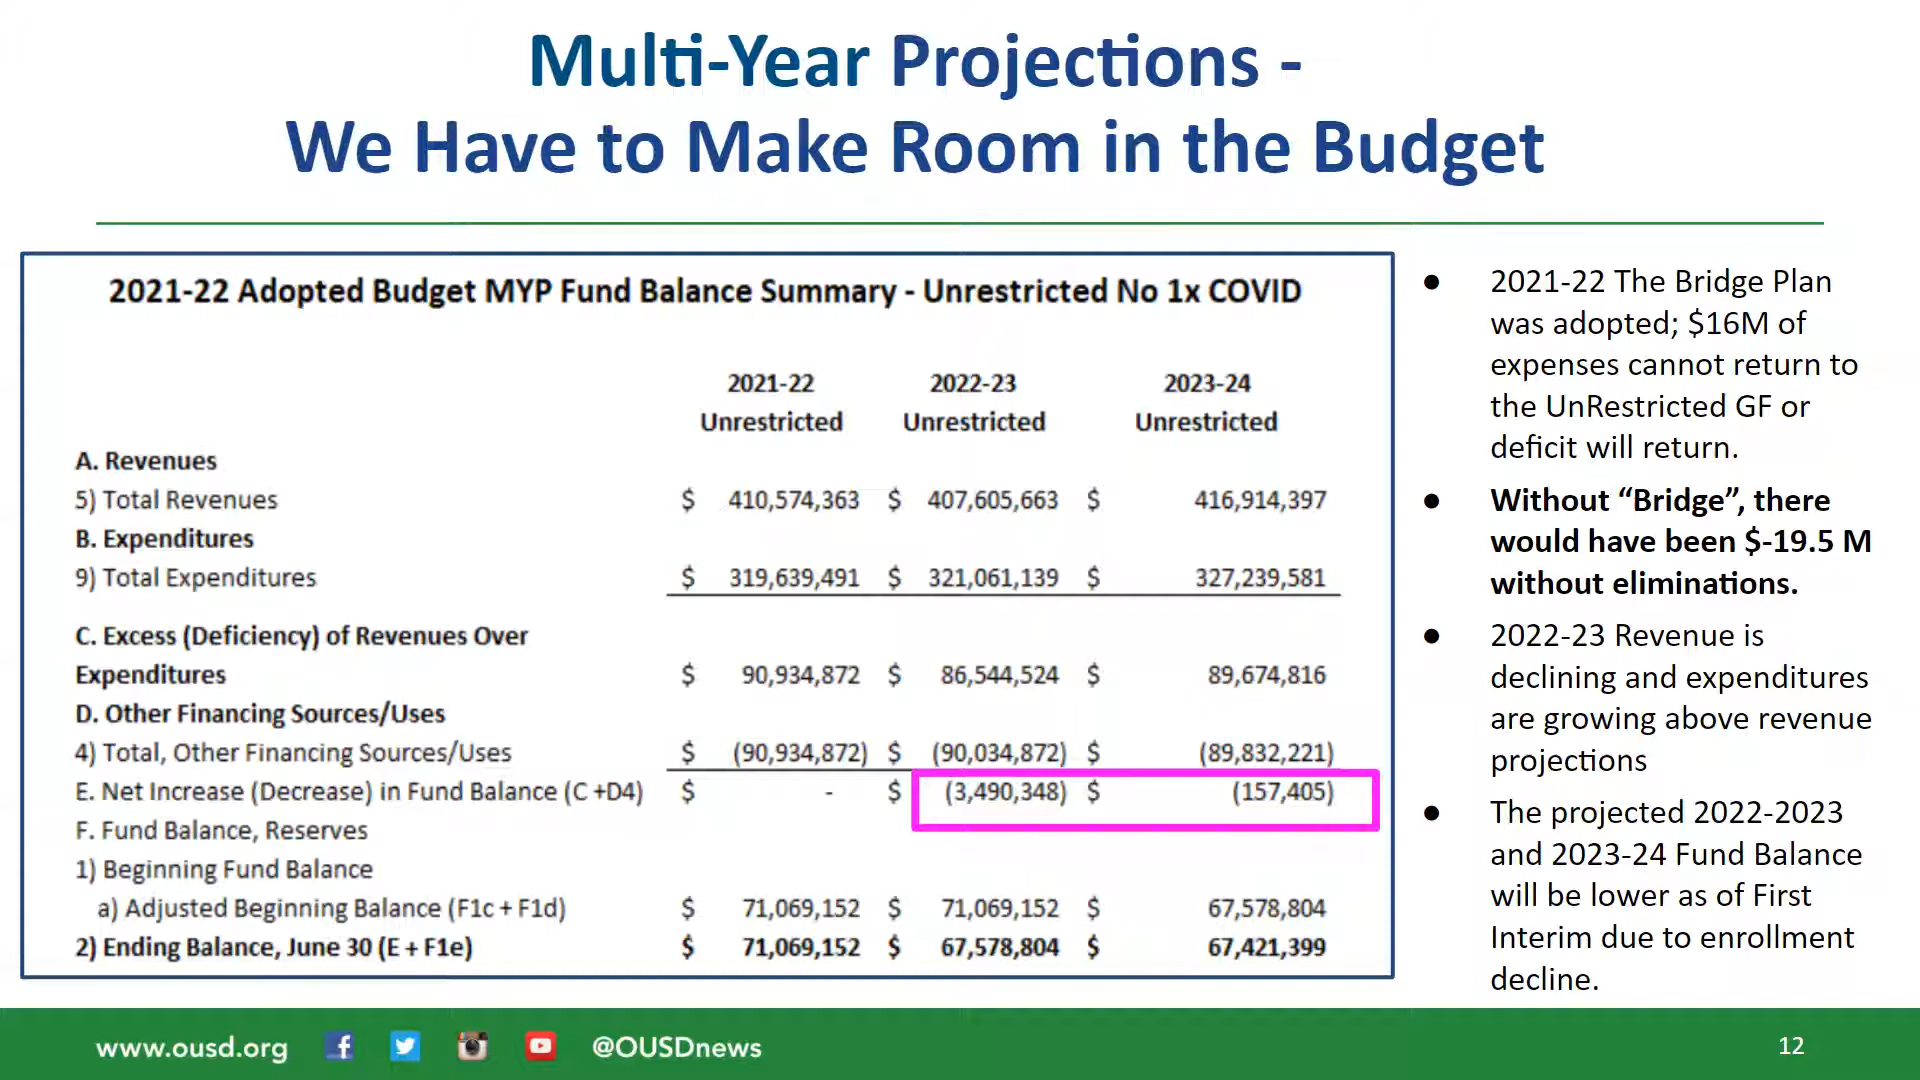 Multi-Year Projections -
We Have to Make Room in the Budget
2021-22 Adopted Budget MYP Fund Balance Summary - Unrestricted No 1x COVID
2021-22 2022-23 2023-24
Unrestricted Unrestricted Unrestricted
A. Revenues
5) Total Revenues $ 410,574,363 $ 407,605,663 $ 416,914,397
B. Expenditures
9) Total Expenditures $ 319,639,491 $ 321,061,139 $ 327,239,581
C. Excess (Deficiency) of Revenues Over
Expenditures $ 90,934,872 $ 86,544,524 $ 89,674,816
D. Other Financing Sources/Uses
4) Total, Other Financing Sources/Uses $ (90,934,872) $ (90,034,872) $ (89,832,221)
E. Net Increase (Decrease) in Fund Balance (C +D4) $ - $ (3,490,348) $ (157,405)
F. Fund Balance, Reserves
1) Beginning Fund Balance
a) Adjusted Beginning Balance (F1c + F1d) $ 71,069,152 $ 71,069,152 $ 67,578,804
2) Ending Balance, June 30 (E + F1e) $ 71,069,152 $ 67,578,804 $ 67,421,399
● 2021-22 The Bridge Plan
was adopted; $16M of
expenses cannot return to
the UnRestricted GF or
deficit will return.
● Without “Bridge”, there
would have been $-19.5 M
without eliminations.
● 2022-23 Revenue is
declining and expenditures
are growing above revenue
projections
● The projected 2022-2023
and 2023-24 Fund Balance
will be lower as of First
Interim due to enrollment
decline.
www.ousd.org @OUSDnews 12